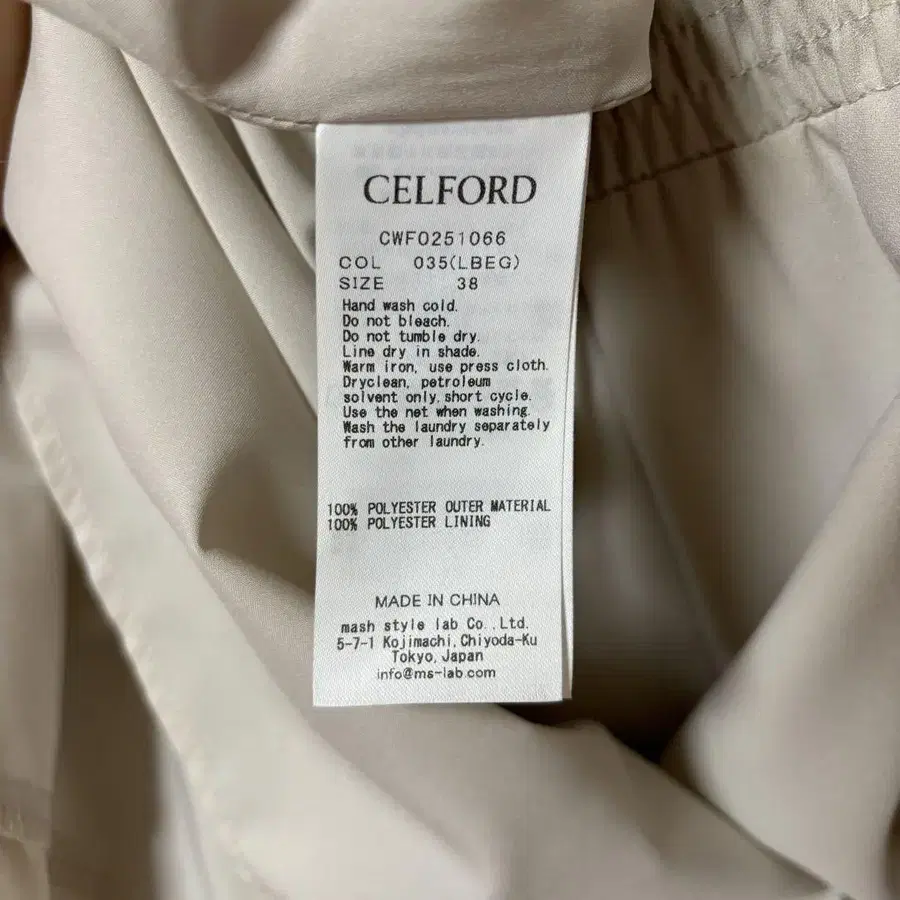 CELFORD
CWF0251066
COL 035(LBEG)
SIZE 38
Hand wash cold.
Do not bleach.
Do not tumble dry.
Line dry in shade.
Warm iron, use press cloth.
Dryclean, petroleum
solvent only, short cycle.
Use the net when washing.
Wash the laundry separately
from other laundry.
100% POLYESTER OUTER MATERIAL
100% POLYESTER LINING
MADE IN CHINA
mash style lab Co., Ltd.
5-7-1 Kojimachi, Chiyoda-Ku
Tokyo, Japan
info@ms-lab.com